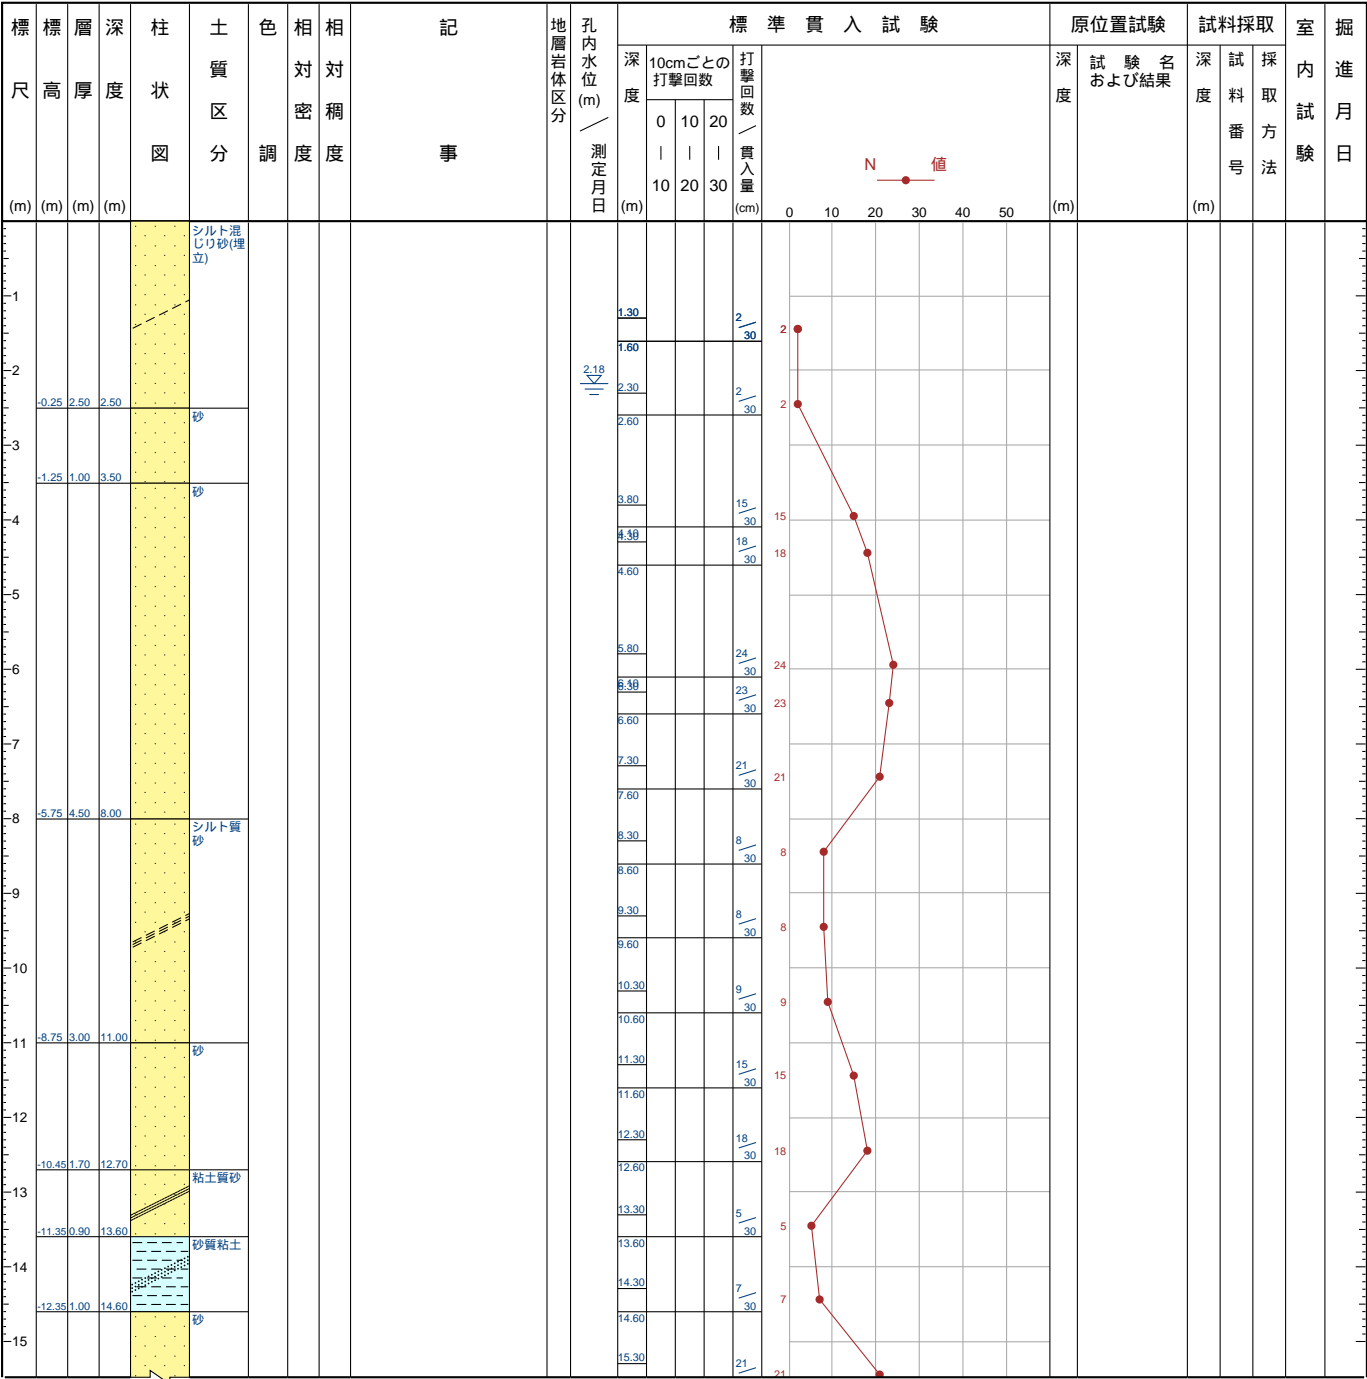 標尺(m)
標高(m)
層厚(m)
深度(m)
柱状図
土質区分
色調
相対密度
相対稠度
記事
地層岩体区分
孔内水位(m)／測定月日
標準貫入試験
深度(m)
10cmごとの
打撃回数
0 | 10
10 | 20
20 | 30
打撃回数／貫入量(cm)
N 値
0 10 20 30 40 50
原位置試験
深度(m)
試験名
および結果
試料採取
深度(m)
試料番号
採取方法
室内試験
掘進月日
シルト混
じり砂(埋
立)
1
1.30 2
30 2
1.60
2
2.18
2.30 2
-0.25 2.50 2.50 30 2
砂
2.60
3
-1.25 1.00 3.50
砂
3.80 15
4 30 15
4.10
4.30 18
30 18
4.60
5
5.80 24
6 30 24
6.10
6.30 23
30 23
6.60
7
7.30 21
30 21
7.60
-5.75 4.50 8.00
8
シルト質
砂
8.30 8
30 8
8.60
9
9.30 8
30 8
9.60
10
10.30 9
30 9
10.60
-8.75 3.00 11.00
11
砂
11.30 15
30 15
11.60
12
12.30 18
30 18
12.60
-10.45 1.70 12.70
粘土質砂
13
13.30 5
30 5
-11.35 0.90 13.60
砂質粘土
13.60
14
14.30 7
30 7
-12.35 1.00 14.60
砂
14.60
15
15.30 21
21